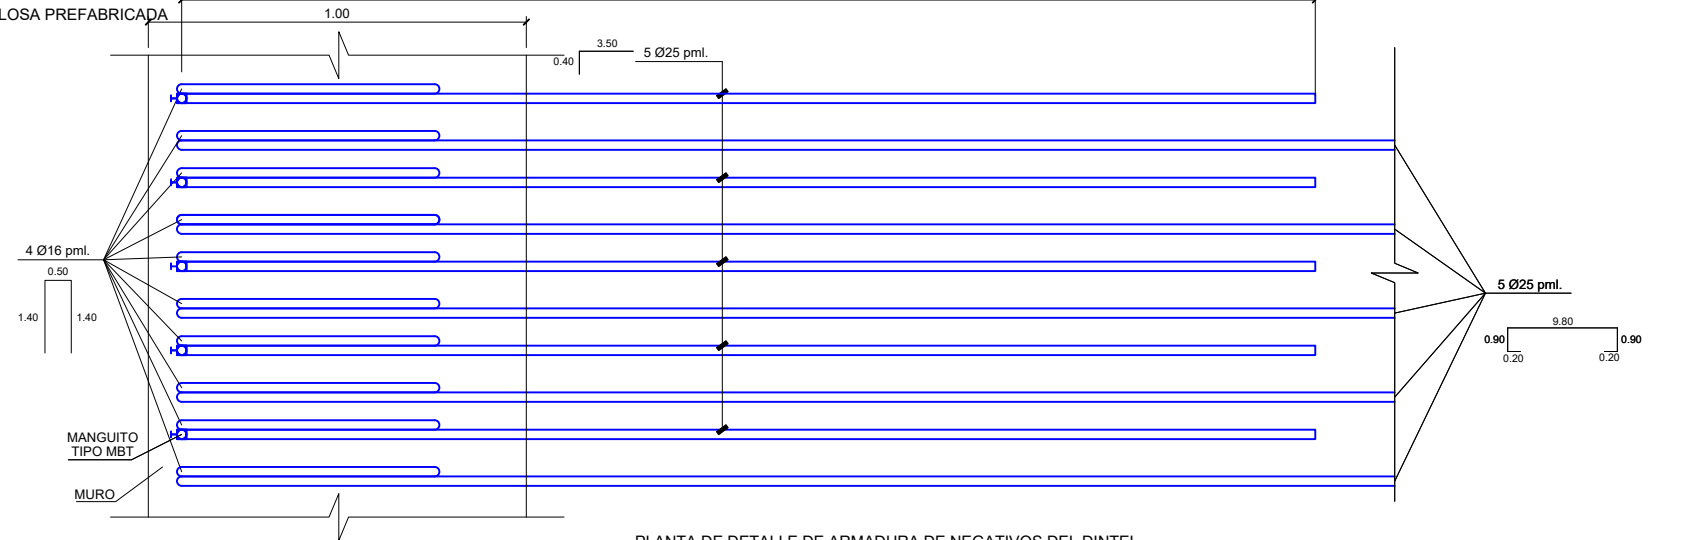 LOSA PREFABRICADA
1.00
3.50
0.40
5 Ø25 pml.
4 Ø16 pml.
0.50
1.40
1.40
5 Ø25 pml.
9.80
0.90
0.90
0.20
0.20
MANGUITO
TIPO MBT
MURO
PLANTA DE DETALLE DE ARMADURA DE NEGATIVOS DEL DINTEL